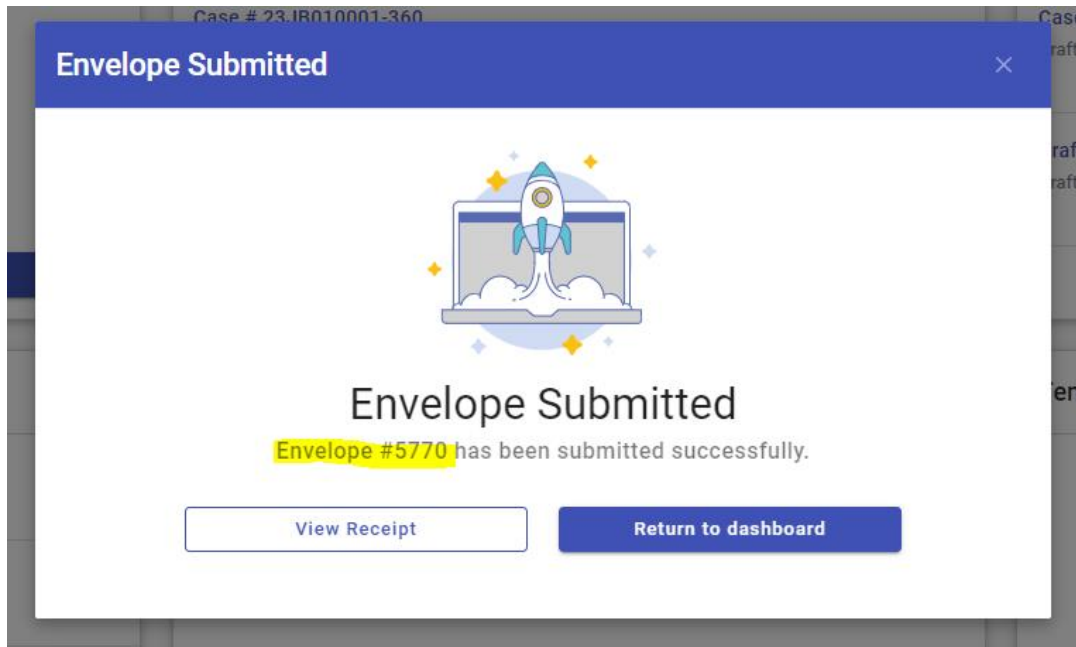 Case # 23JB010001-360
Envelope Submitted
Envelope Submitted
Envelope #5770 has been submitted successfully.
View Receipt
Return to dashboard